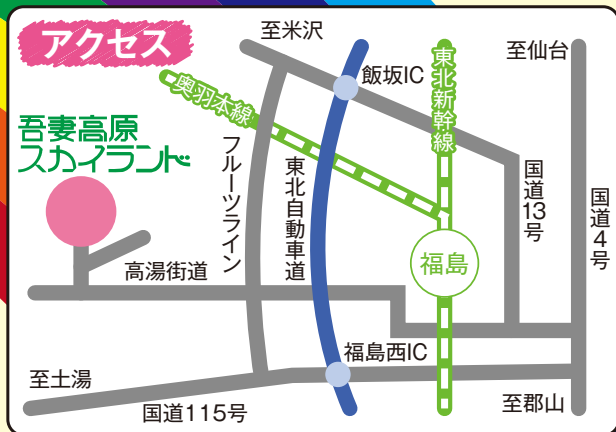 アクセス
至米沢
至仙台
飯坂IC
東北新幹線
奥羽本線
吾妻高原
スカイランド
フルーツライン
東北自動車道
国道13号
国道4号
福島
高湯街道
福島西IC
至土湯
至郡山
国道115号